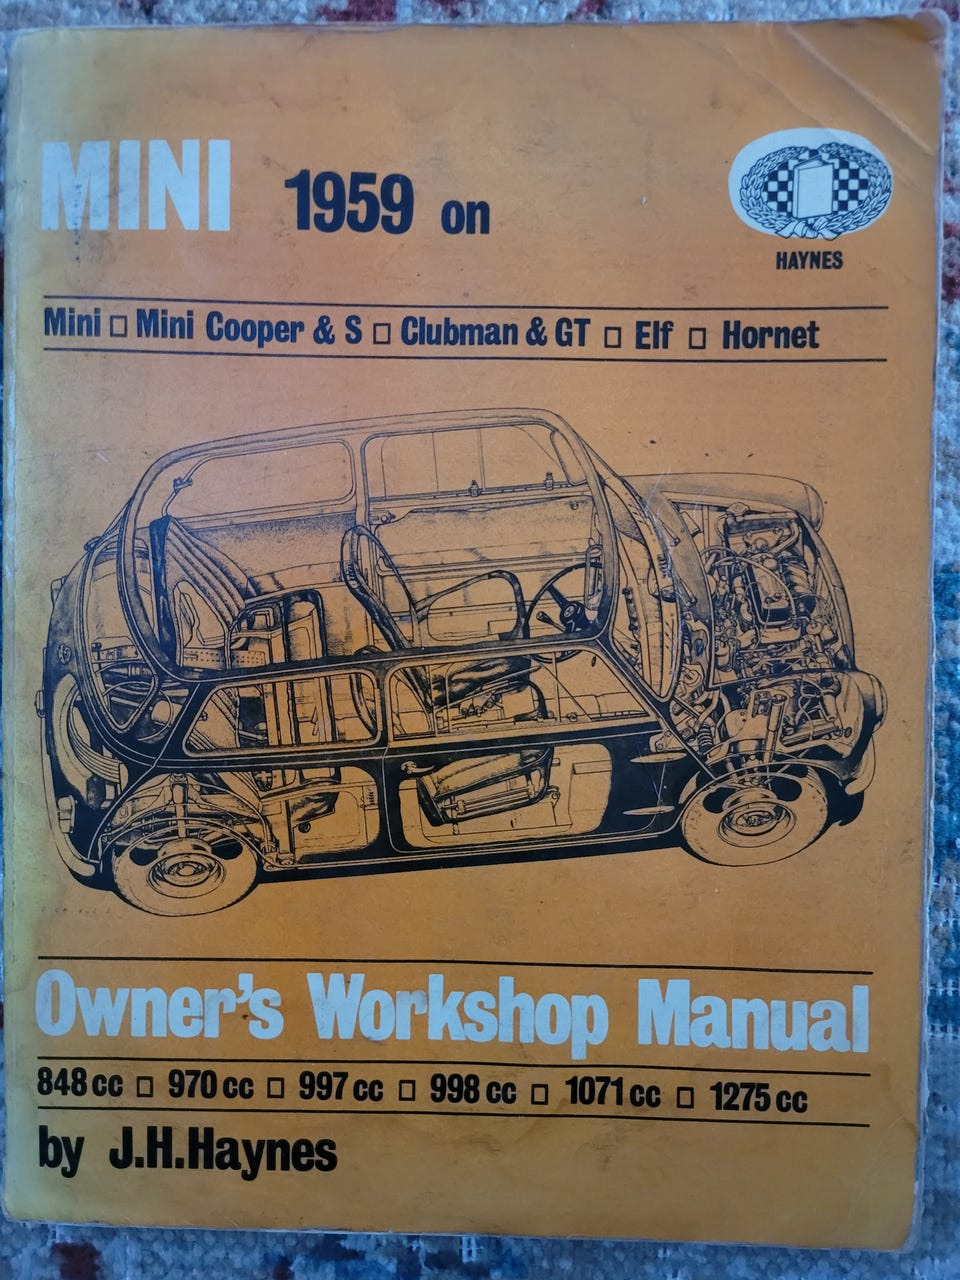 MINI 1959 on
HAYNES
Mini □ Mini Cooper & S □ Clubman & GT □ Elf □ Hornet
Owner's Workshop Manual
848 cc □ 970 cc □ 997 cc □ 998 cc □ 1071 cc □ 1275 cc
by J.H.Haynes